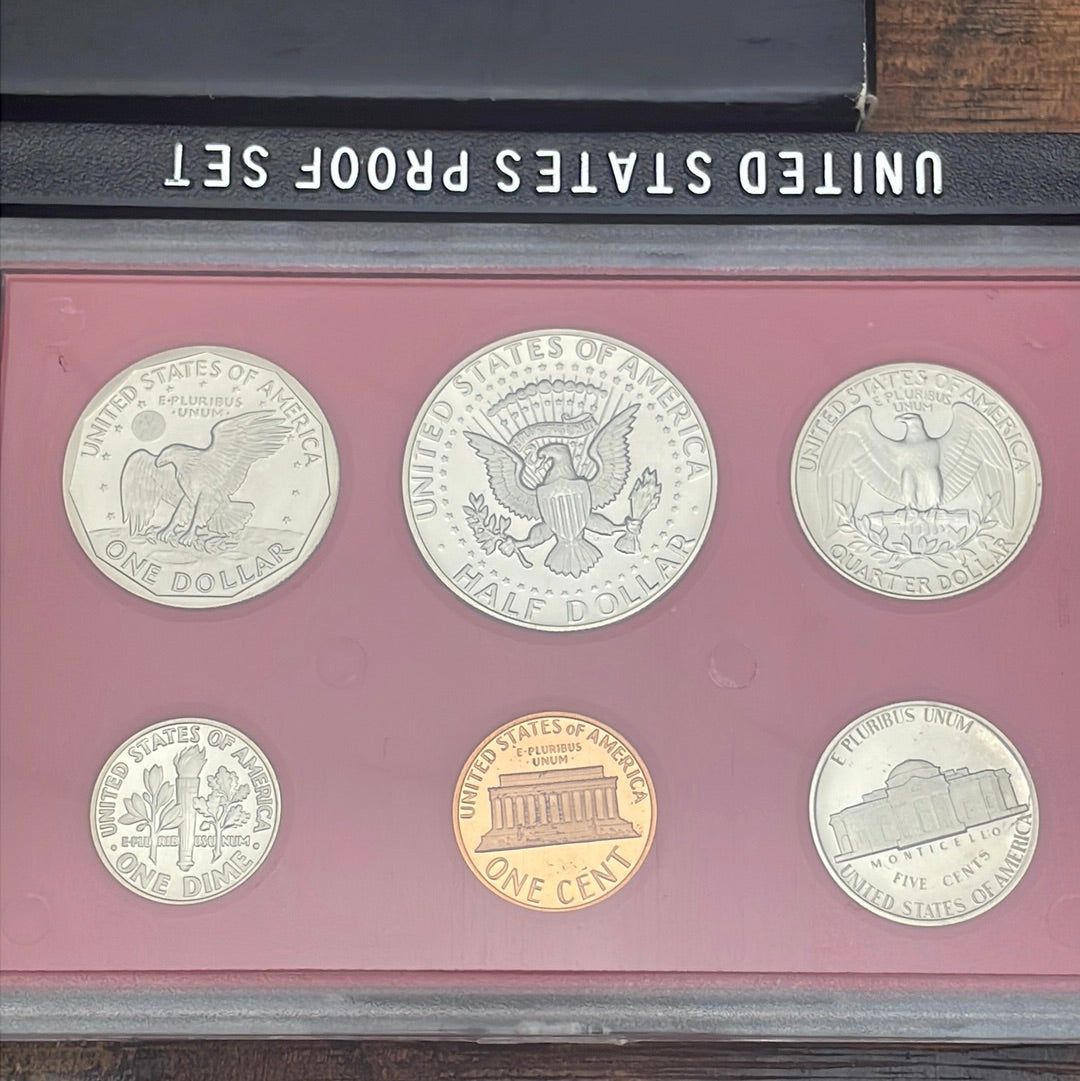 UNITED STATES PROOF SET
UNITED STATES OF AMERICA
E·PLURIBUS
·UNUM·
ONE DOLLAR
UNITED STATES OF AMERICA
HALF DOLLAR
UNITED STATES OF AMERICA
E PLURIBUS
UNUM
QUARTER DOLLAR
UNITED STATES OF AMERICA
E·PLURIBUS UNUM
· ONE DIME ·
UNITED STATES OF AMERICA
·E·PLURIBUS
·UNUM·
ONE CENT
E PLURIBUS UNUM
MONTICELLO
FIVE CENTS
UNITED STATES OF AMERICA